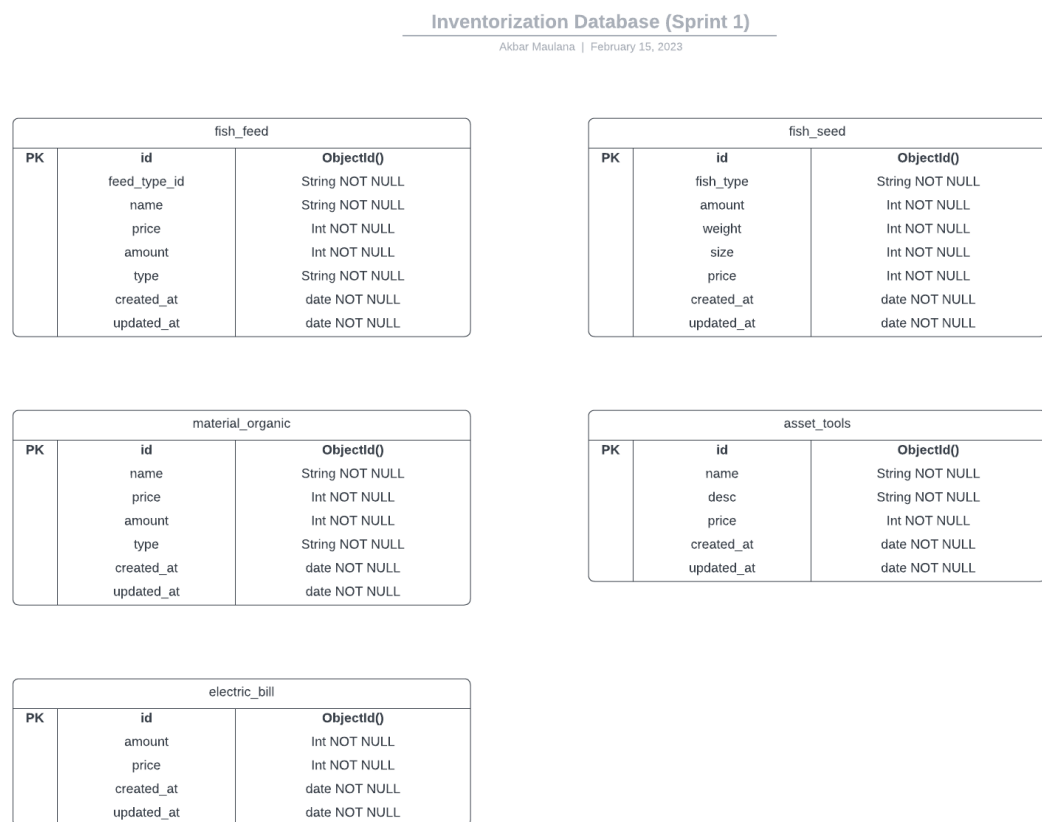 Inventorization Database (Sprint 1)
Akbar Maulana | February 15, 2023
fish_feed
PK id ObjectId()
feed_type_id String NOT NULL
name String NOT NULL
price Int NOT NULL
amount Int NOT NULL
type String NOT NULL
created_at date NOT NULL
updated_at date NOT NULL
fish_seed
PK id ObjectId()
fish_type String NOT NULL
amount Int NOT NULL
weight Int NOT NULL
size Int NOT NULL
price Int NOT NULL
created_at date NOT NULL
updated_at date NOT NULL
material_organic
PK id ObjectId()
name String NOT NULL
price Int NOT NULL
amount Int NOT NULL
type String NOT NULL
created_at date NOT NULL
updated_at date NOT NULL
asset_tools
PK id ObjectId()
name String NOT NULL
desc String NOT NULL
price Int NOT NULL
created_at date NOT NULL
updated_at date NOT NULL
electric_bill
PK id ObjectId()
amount Int NOT NULL
price Int NOT NULL
created_at date NOT NULL
updated_at date NOT NULL